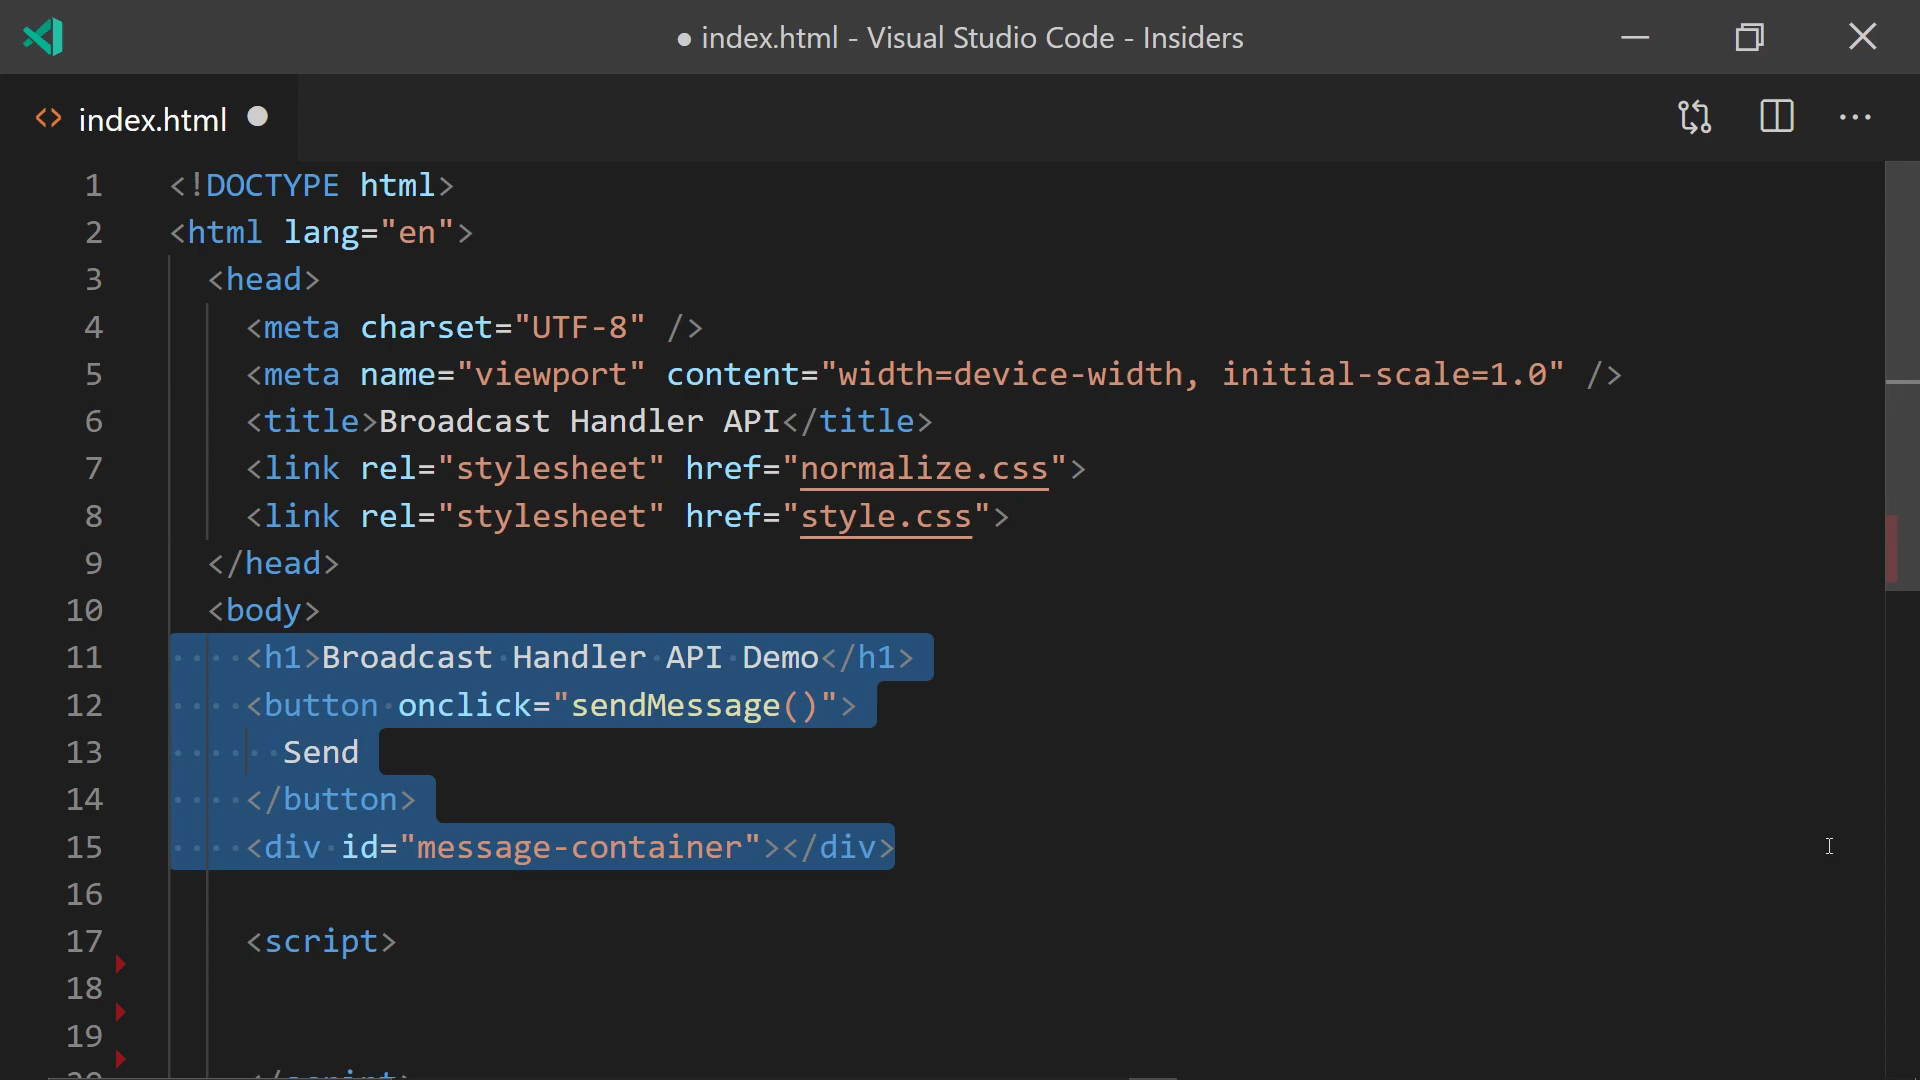 ● index.html - Visual Studio Code - Insiders
<> index.html ●
1 <!DOCTYPE html>
2 <html lang="en">
3 <head>
4 <meta charset="UTF-8" />
5 <meta name="viewport" content="width=device-width, initial-scale=1.0" />
6 <title>Broadcast Handler API</title>
7 <link rel="stylesheet" href="normalize.css">
8 <link rel="stylesheet" href="style.css">
9 </head>
10 <body>
11 <h1>Broadcast Handler API Demo</h1>
12 <button onclick="sendMessage()">
13 Send
14 </button>
15 <div id="message-container"></div>
16
17 <script>
18
19
20 </script>